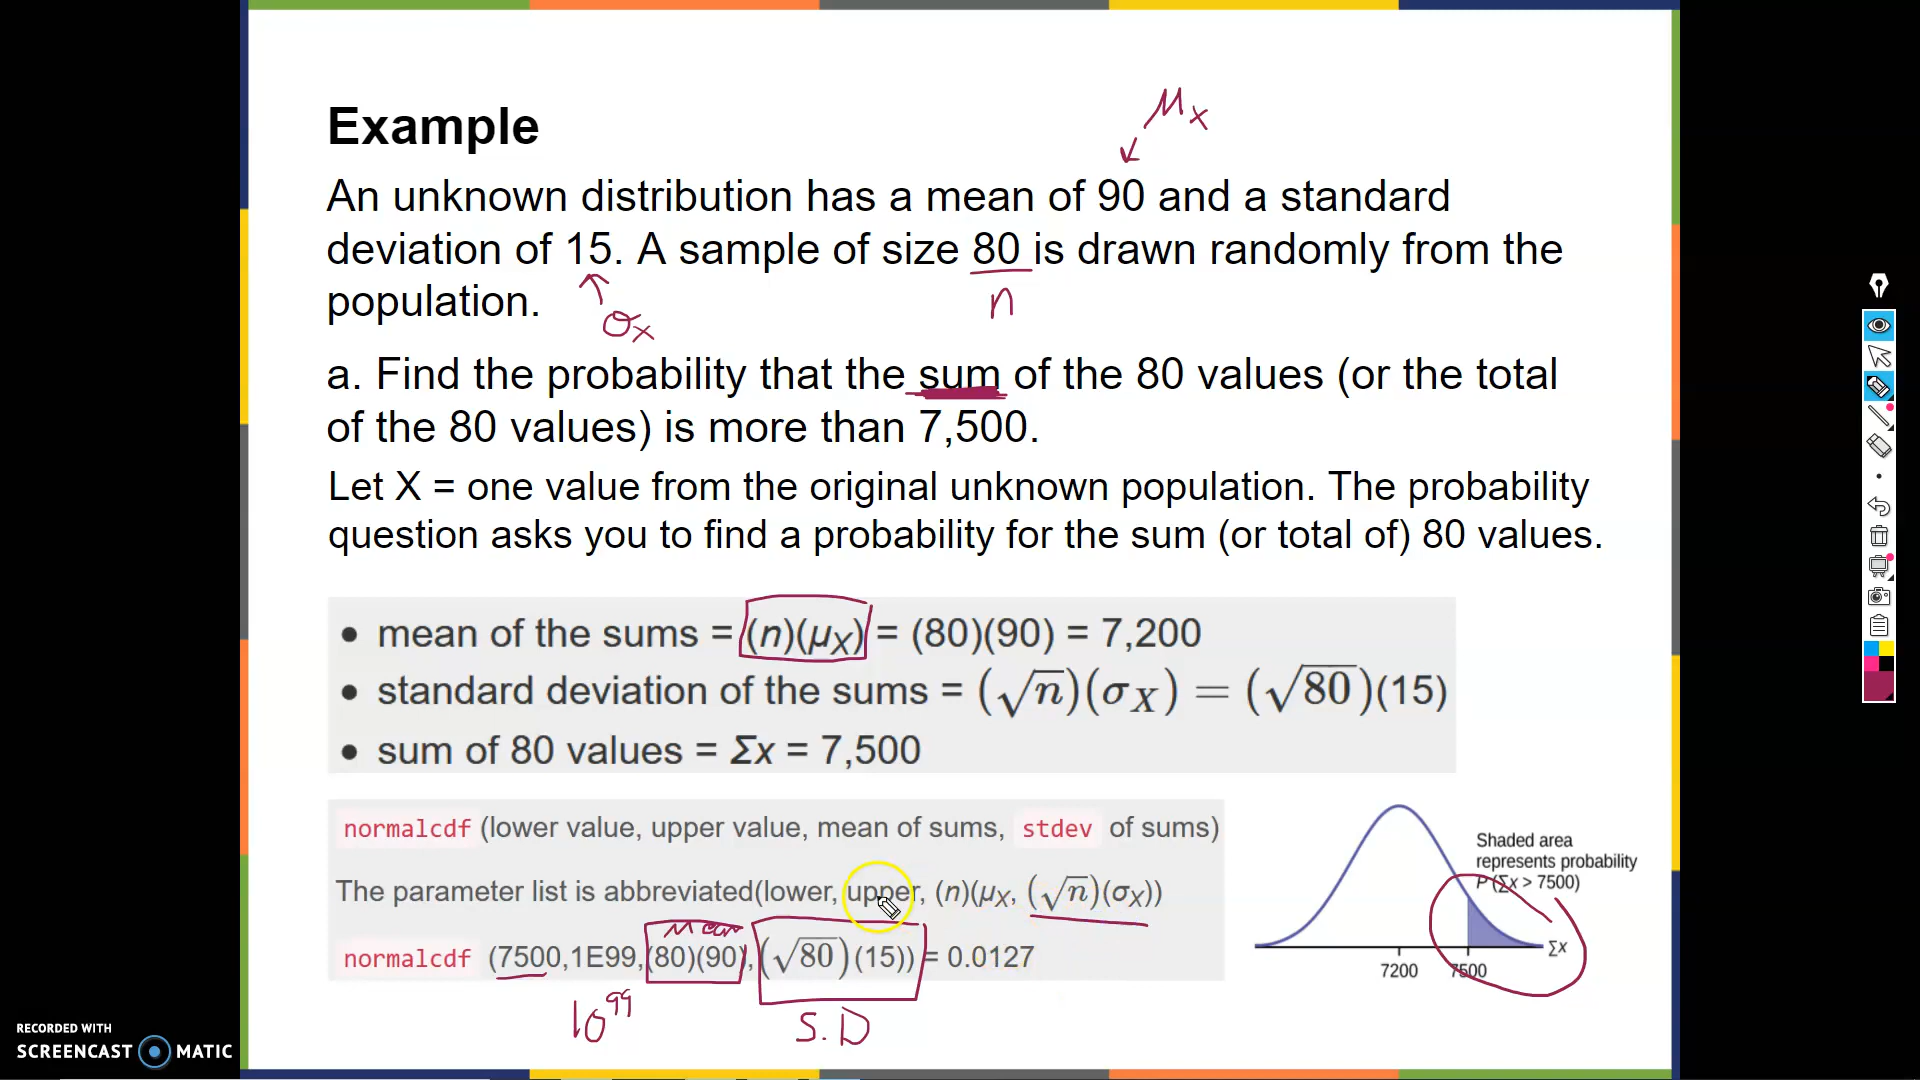 μx
Example
An unknown distribution has a mean of 90 and a standard
deviation of 15. A sample of size 80 is drawn randomly from the
population.
σx
n
a. Find the probability that the sum of the 80 values (or the total
of the 80 values) is more than 7,500.
Let X = one value from the original unknown population. The probability
question asks you to find a probability for the sum (or total of) 80 values.
• mean of the sums = (n)(μX) = (80)(90) = 7,200
• standard deviation of the sums = (√n)(σX) = (√80)(15)
• sum of 80 values = Σx = 7,500
normalcdf (lower value, upper value, mean of sums, stdev of sums)
The parameter list is abbreviated(lower, upper, (n)(μX, (√n)(σX))
mean
normalcdf (7500,1E99,(80)(90),(√80)(15)) = 0.0127
10^99
S.D
Shaded area
represents probability
P (Σx > 7500)
Σx
7200 7500
RECORDED WITH
SCREENCAST MATIC